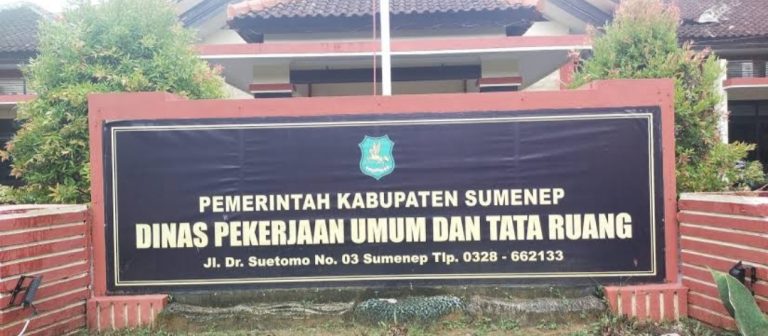 PEMERINTAH KABUPATEN SUMENEP
DINAS PEKERJAAN UMUM DAN TATA RUANG
Jl. Dr. Suetomo No. 03 Sumenep Tlp. 0328 - 662133